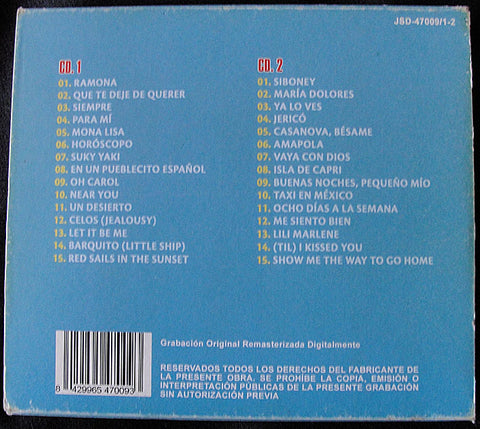 JSD-47009/1-2
CD. 1
01. RAMONA
02. QUE TE DEJE DE QUERER
03. SIEMPRE
04. PARA MÍ
05. MONA LISA
06. HORÓSCOPO
07. SUKY YAKI
08. EN UN PUEBLECITO ESPAÑOL
09. OH CAROL
10. NEAR YOU
11. UN DESIERTO
12. CELOS (JEALOUSY)
13. LET IT BE ME
14. BARQUITO (LITTLE SHIP)
15. RED SAILS IN THE SUNSET
CD. 2
01. SIBONEY
02. MARÍA DOLORES
03. YA LO VES
04. JERICÓ
05. CASANOVA, BÉSAME
06. AMAPOLA
07. VAYA CON DIOS
08. ISLA DE CAPRI
09. BUENAS NOCHES, PEQUEÑO MÍO
10. TAXI EN MÉXICO
11. OCHO DÍAS A LA SEMANA
12. ME SIENTO BIEN
13. LILI MARLENE
14. (TIL) I KISSED YOU
15. SHOW ME THE WAY TO GO HOME
8 429965 470093
Grabación Original Remasterizada Digitalmente
RESERVADOS TODOS LOS DERECHOS DEL FABRICANTE DE
LA PRESENTE OBRA. SE PROHÍBE LA COPIA, EMISIÓN O
INTERPRETACIÓN PÚBLICAS DE LA PRESENTE GRABACIÓN
SIN AUTORIZACIÓN PREVIA